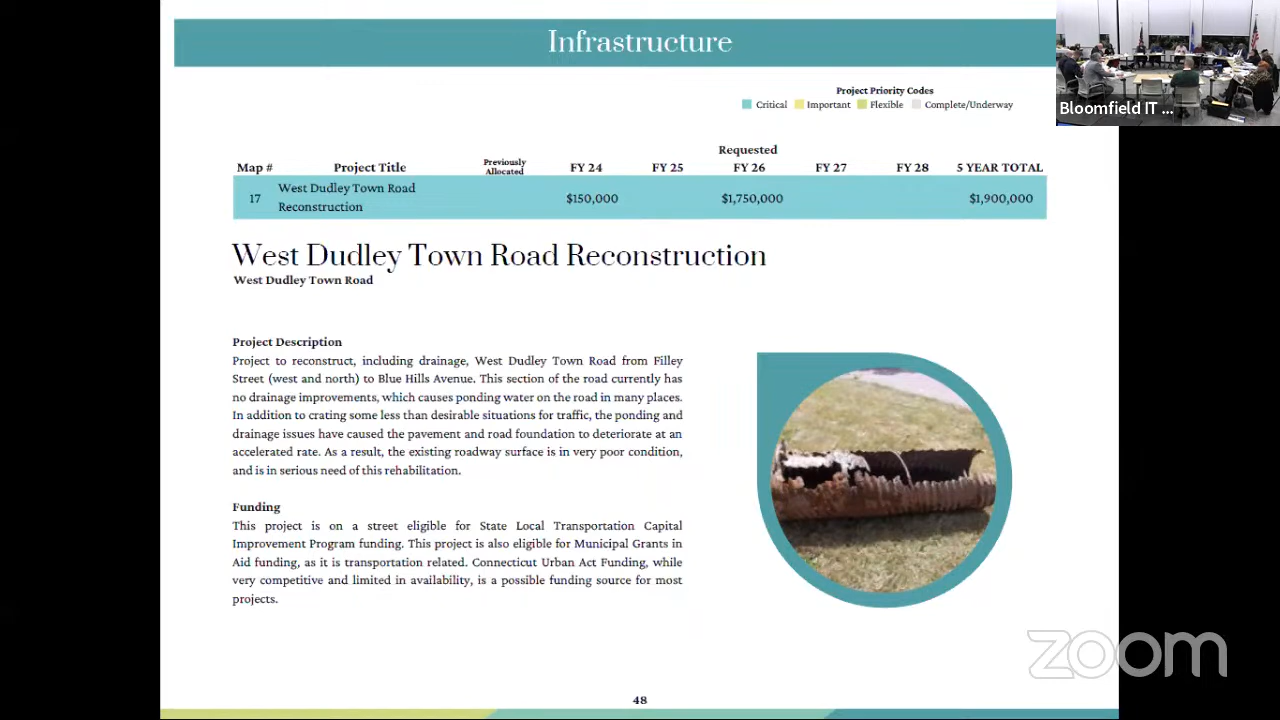 Infrastructure
Bloomfield IT ...
Project Priority Codes
Critical Important Flexible Complete/Underway
Requested
Map # Project Title Previously Allocated FY 24 FY 25 FY 26 FY 27 FY 28 5 YEAR TOTAL
17 West Dudley Town Road Reconstruction $150,000 $1,750,000 $1,900,000
West Dudley Town Road Reconstruction
West Dudley Town Road
Project Description
Project to reconstruct, including drainage, West Dudley Town Road from Filley
Street (west and north) to Blue Hills Avenue. This section of the road currently has
no drainage improvements, which causes ponding water on the road in many places.
In addition to crating some less than desirable situations for traffic, the ponding and
drainage issues have caused the pavement and road foundation to deteriorate at an
accelerated rate. As a result, the existing roadway surface is in very poor condition,
and is in serious need of this rehabilitation.
Funding
This project is on a street eligible for State Local Transportation Capital
Improvement Program funding. This project is also eligible for Municipal Grants in
Aid funding, as it is transportation related. Connecticut Urban Act Funding, while
very competitive and limited in availability, is a possible funding source for most
projects.
zoom
48